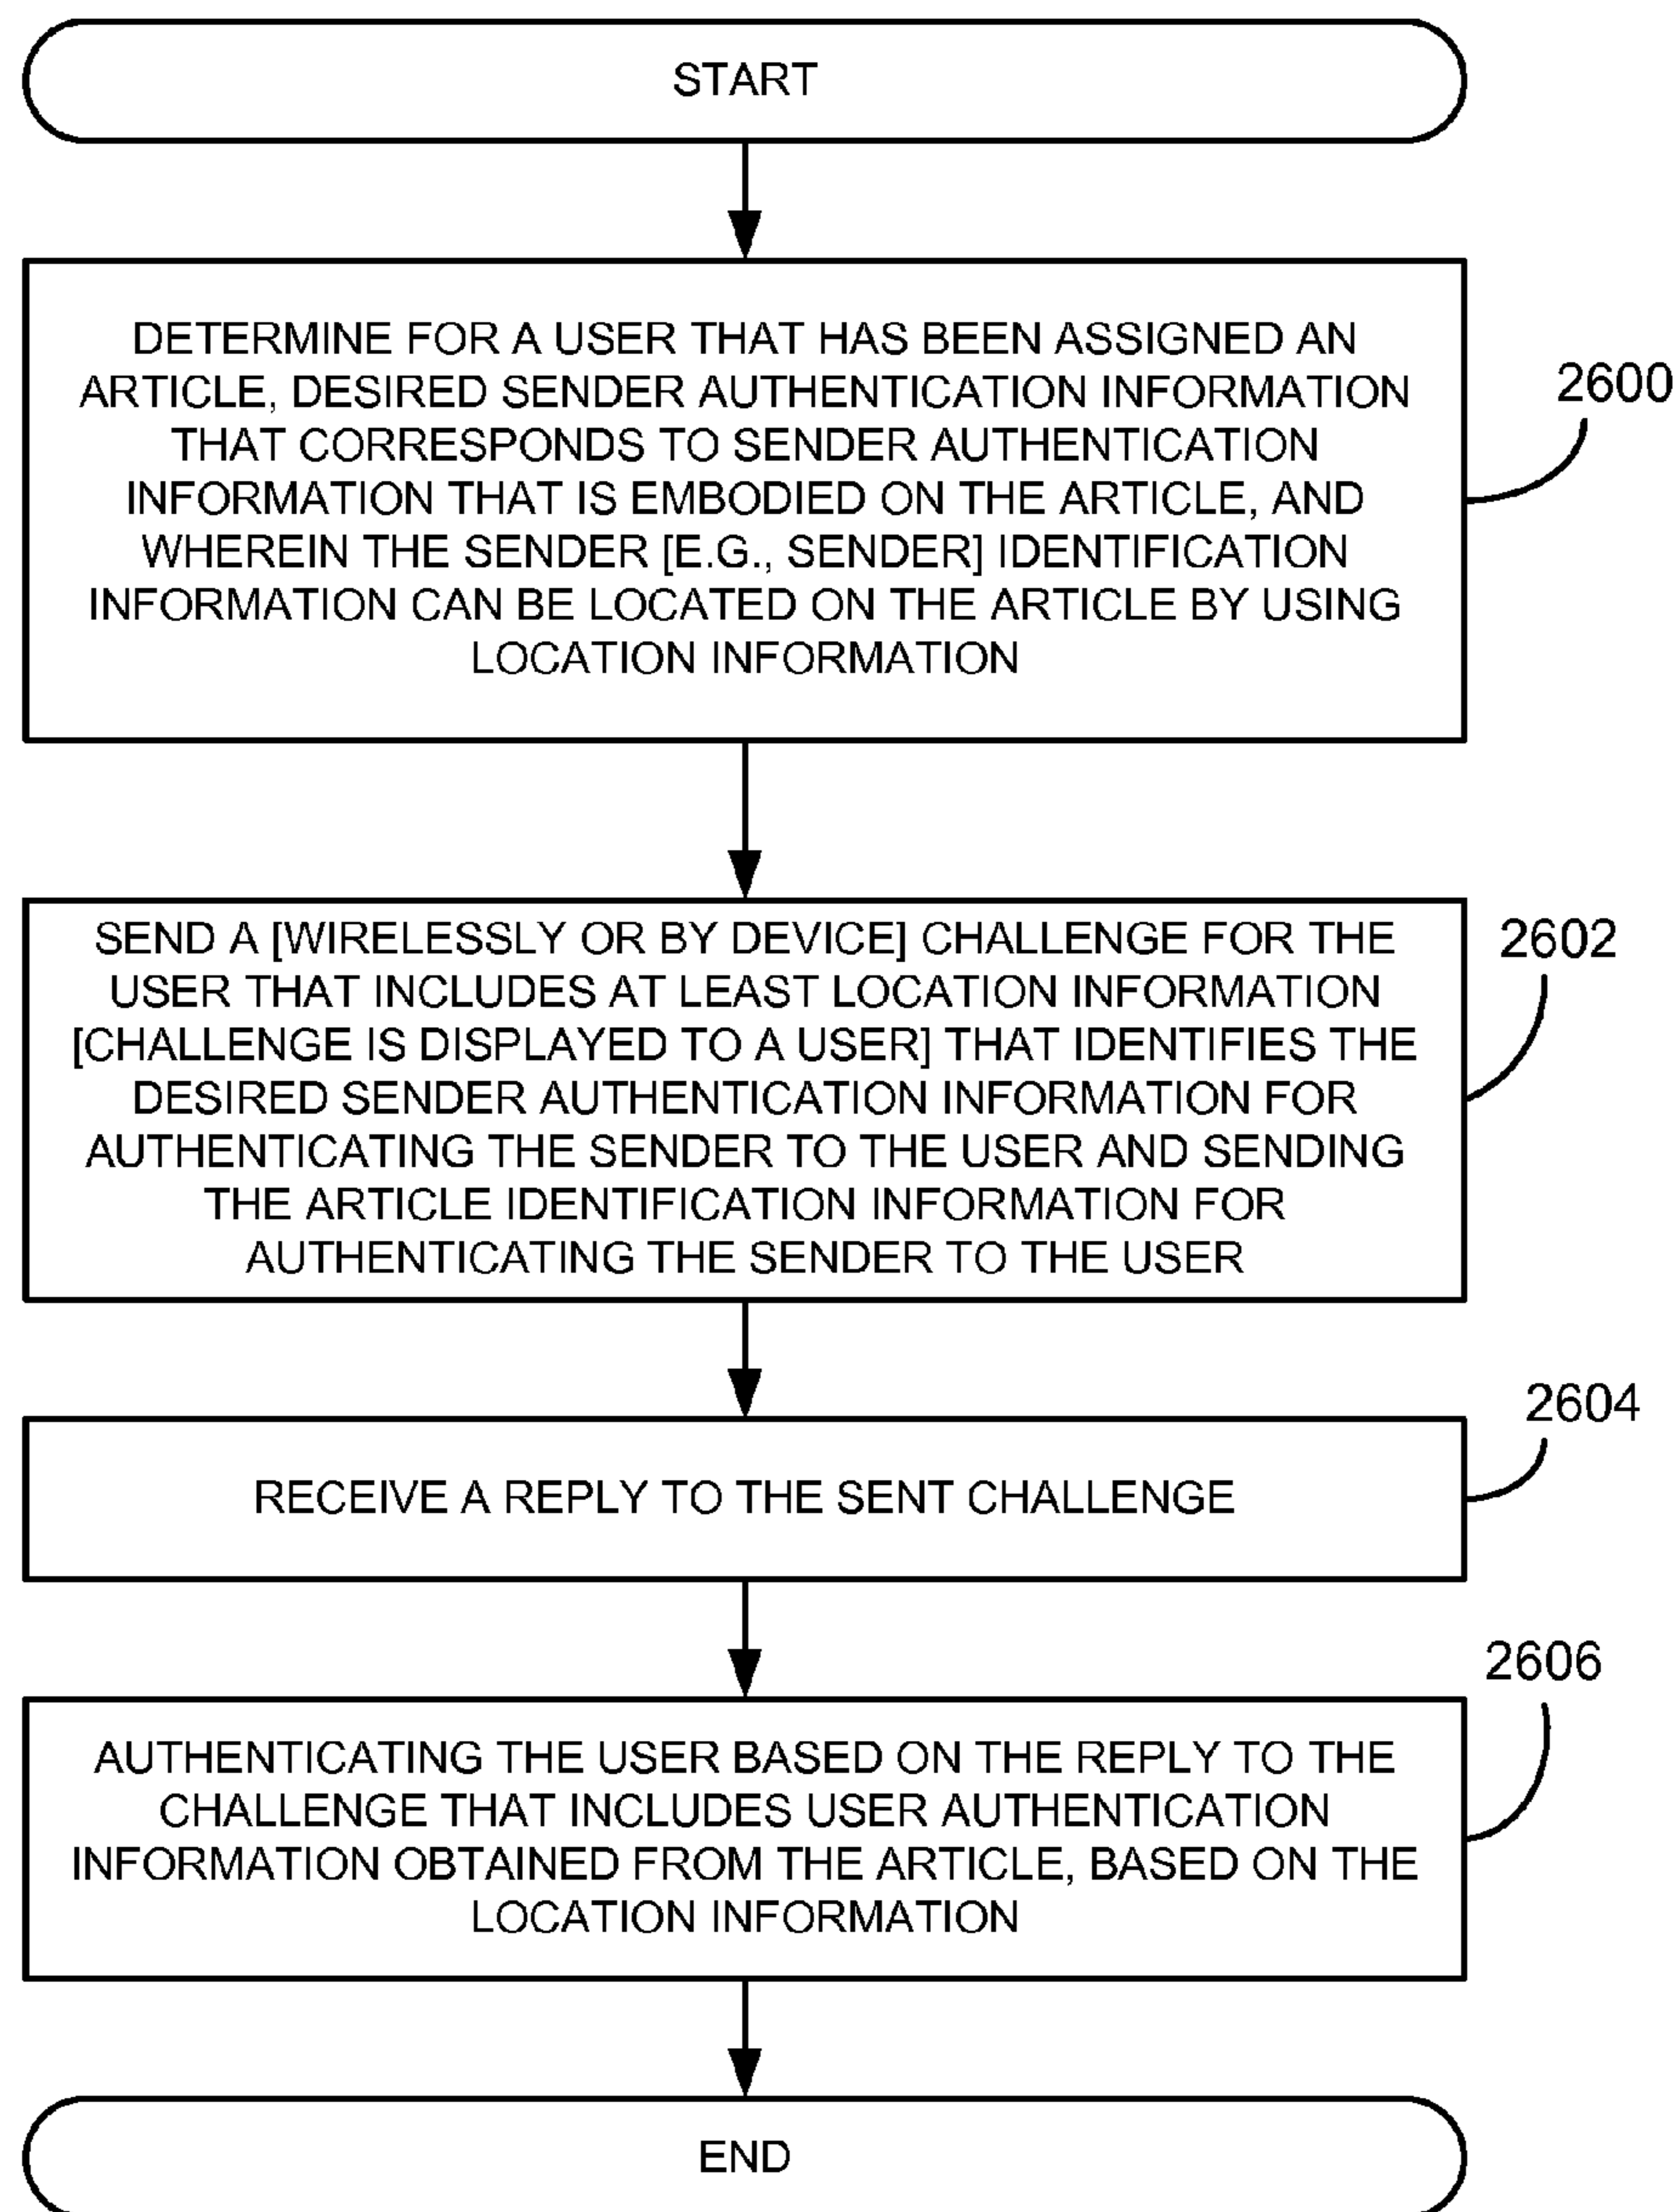 START
DETERMINE FOR A USER THAT HAS BEEN ASSIGNED AN
ARTICLE, DESIRED SENDER AUTHENTICATION INFORMATION
THAT CORRESPONDS TO SENDER AUTHENTICATION
INFORMATION THAT IS EMBODIED ON THE ARTICLE, AND
WHEREIN THE SENDER [E.G., SENDER] IDENTIFICATION
INFORMATION CAN BE LOCATED ON THE ARTICLE BY USING
LOCATION INFORMATION
2600
SEND A [WIRELESSLY OR BY DEVICE] CHALLENGE FOR THE
USER THAT INCLUDES AT LEAST LOCATION INFORMATION
[CHALLENGE IS DISPLAYED TO A USER] THAT IDENTIFIES THE
DESIRED SENDER AUTHENTICATION INFORMATION FOR
AUTHENTICATING THE SENDER TO THE USER AND SENDING
THE ARTICLE IDENTIFICATION INFORMATION FOR
AUTHENTICATING THE SENDER TO THE USER
2602
RECEIVE A REPLY TO THE SENT CHALLENGE
2604
AUTHENTICATING THE USER BASED ON THE REPLY TO THE
CHALLENGE THAT INCLUDES USER AUTHENTICATION
INFORMATION OBTAINED FROM THE ARTICLE, BASED ON THE
LOCATION INFORMATION
2606
END